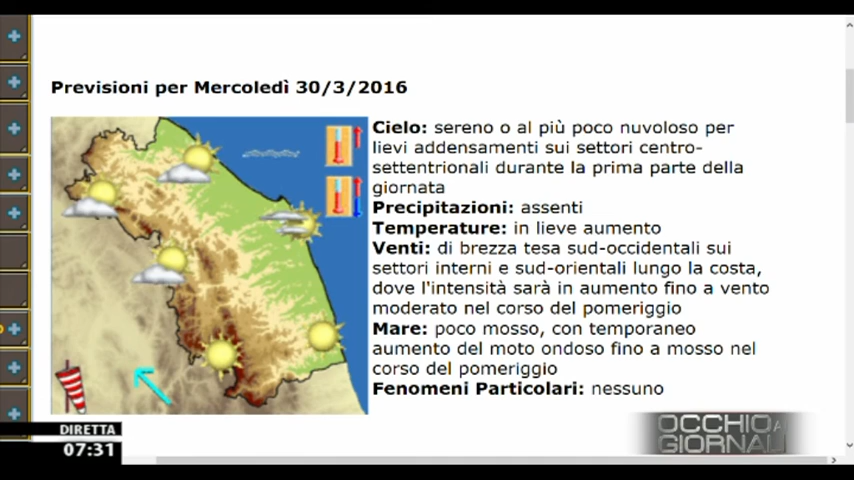 Previsioni per Mercoledì 30/3/2016
Cielo: sereno o al più poco nuvoloso per
lievi addensamenti sui settori centro-
settentrionali durante la prima parte della
giornata
Precipitazioni: assenti
Temperature: in lieve aumento
Venti: di brezza tesa sud-occidentali sui
settori interni e sud-orientali lungo la costa,
dove l'intensità sarà in aumento fino a vento
moderato nel corso del pomeriggio
Mare: poco mosso, con temporaneo
aumento del moto ondoso fino a mosso nel
corso del pomeriggio
Fenomeni Particolari: nessuno
DIRETTA
07:31
OCCHIO AI
GIORNALI